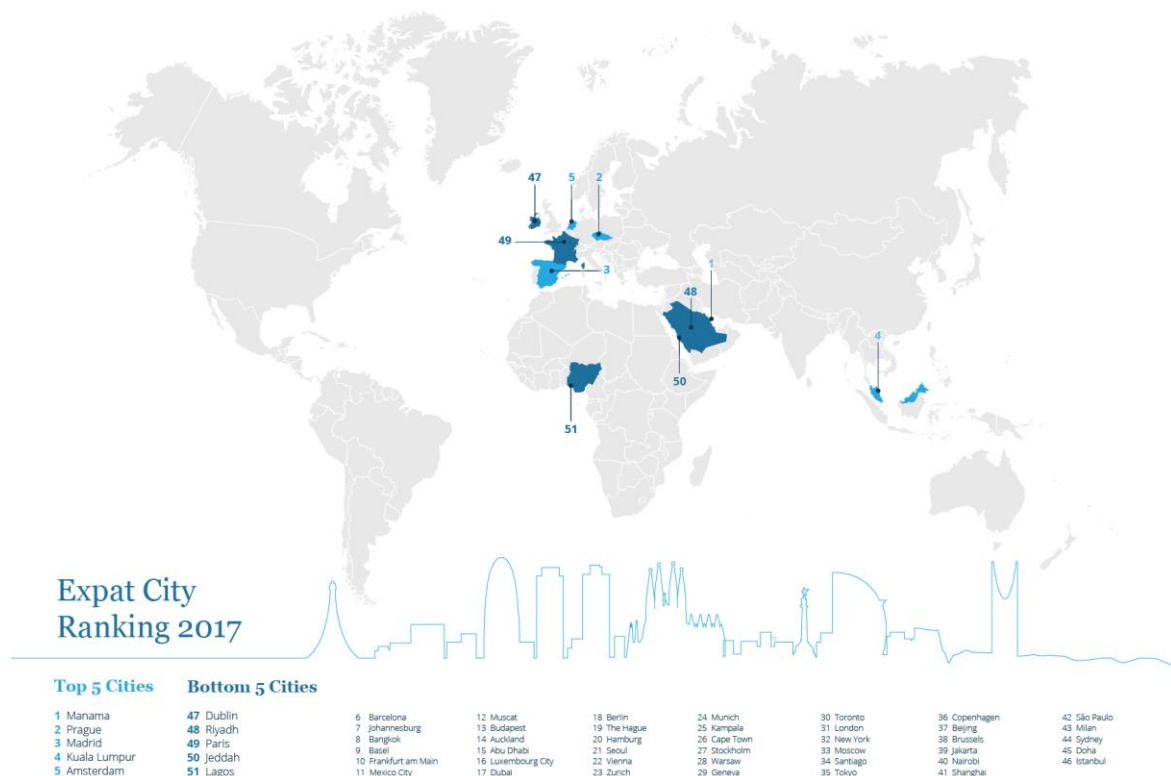 47
5
2
49
3
1
48
4
50
51
Expat City
Ranking 2017
Top 5 Cities
1 Manama
2 Prague
3 Madrid
4 Kuala Lumpur
5 Amsterdam
Bottom 5 Cities
47 Dublin
48 Riyadh
49 Paris
50 Jeddah
51 Lagos
6 Barcelona
7 Johannesburg
8 Bangkok
9 Basel
10 Frankfurt am Main
11 Mexico City
12 Muscat
13 Budapest
14 Auckland
15 Abu Dhabi
16 Luxembourg City
17 Dubai
18 Berlin
19 The Hague
20 Hamburg
21 Seoul
22 Vienna
23 Zurich
24 Munich
25 Kampala
26 Cape Town
27 Stockholm
28 Warsaw
29 Geneva
30 Toronto
31 London
32 New York
33 Moscow
34 Santiago
35 Tokyo
36 Copenhagen
37 Beijing
38 Brussels
39 Jakarta
40 Nairobi
41 Shanghai
42 São Paulo
43 Milan
44 Sydney
45 Doha
46 Istanbul